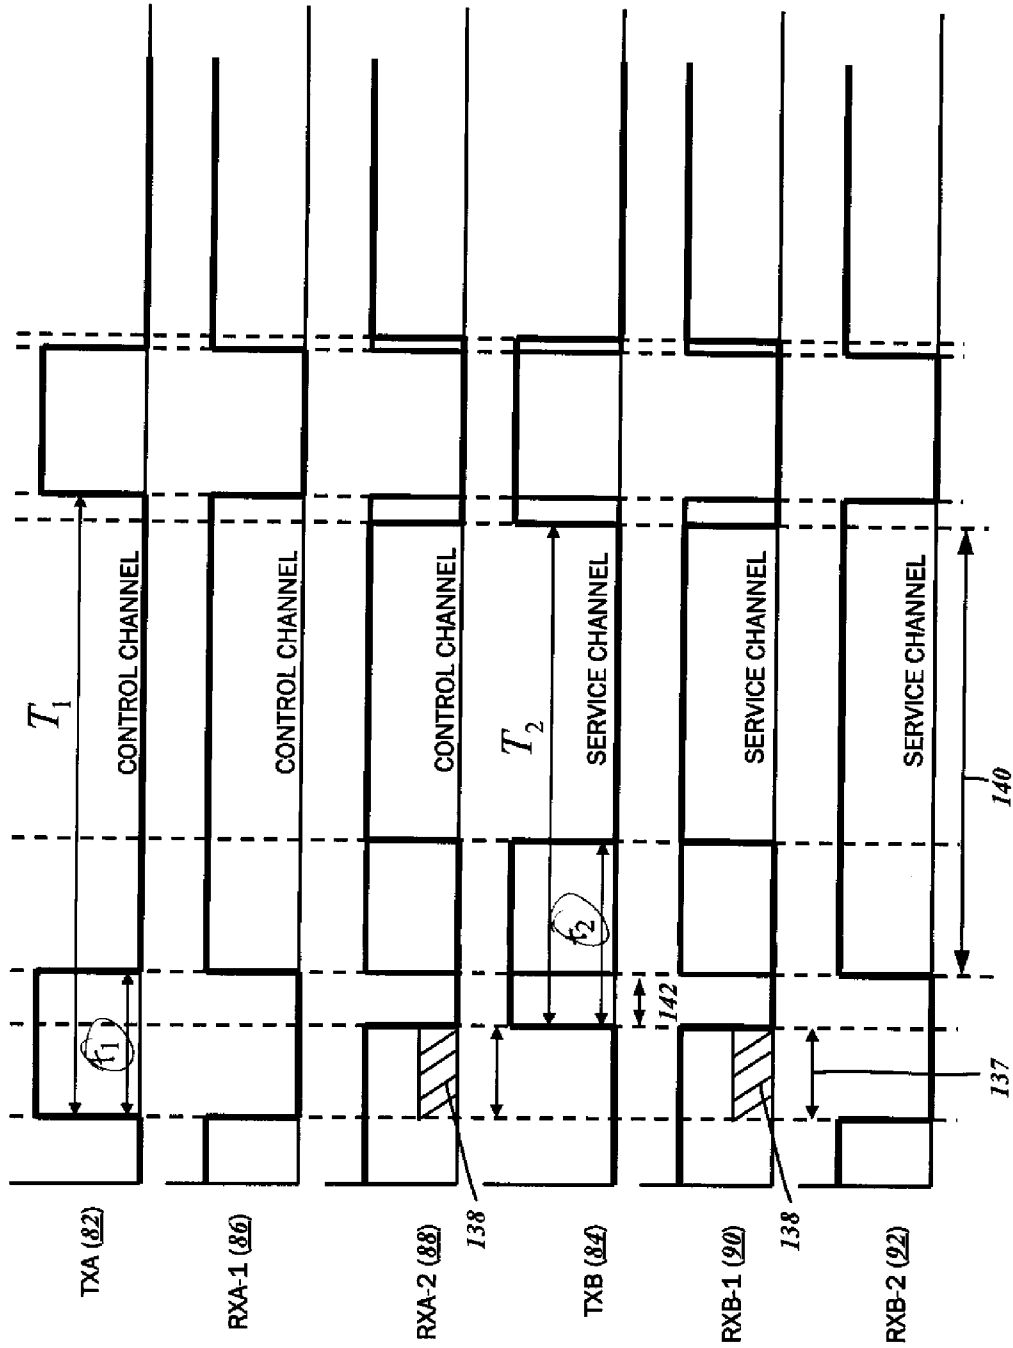 TXA (82)
t1
T1
CONTROL CHANNEL
RXA-1 (86)
CONTROL CHANNEL
RXA-2 (88)
138
CONTROL CHANNEL
TXB (84)
t2
T2
SERVICE CHANNEL
142
RXB-1 (90)
138
SERVICE CHANNEL
RXB-2 (92)
137
SERVICE CHANNEL
140